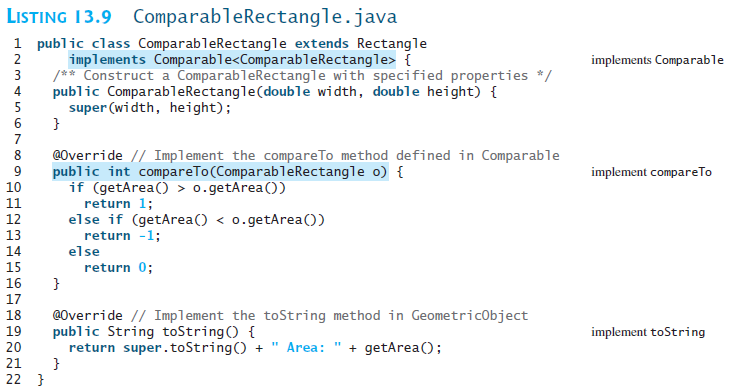 LISTING 13.9 ComparableRectangle.java
1 public class ComparableRectangle extends Rectangle
2     implements Comparable<ComparableRectangle> { implements Comparable
3   /** Construct a ComparableRectangle with specified properties */
4   public ComparableRectangle(double width, double height) {
5     super(width, height);
6   }
7
8   @Override // Implement the compareTo method defined in Comparable
9   public int compareTo(ComparableRectangle o) { implement compareTo
10     if (getArea() > o.getArea())
11       return 1;
12     else if (getArea() < o.getArea())
13       return -1;
14     else
15       return 0;
16   }
17
18   @Override // Implement the toString method in GeometricObject
19   public String toString() { implement toString
20     return super.toString() + " Area: " + getArea();
21   }
22 }